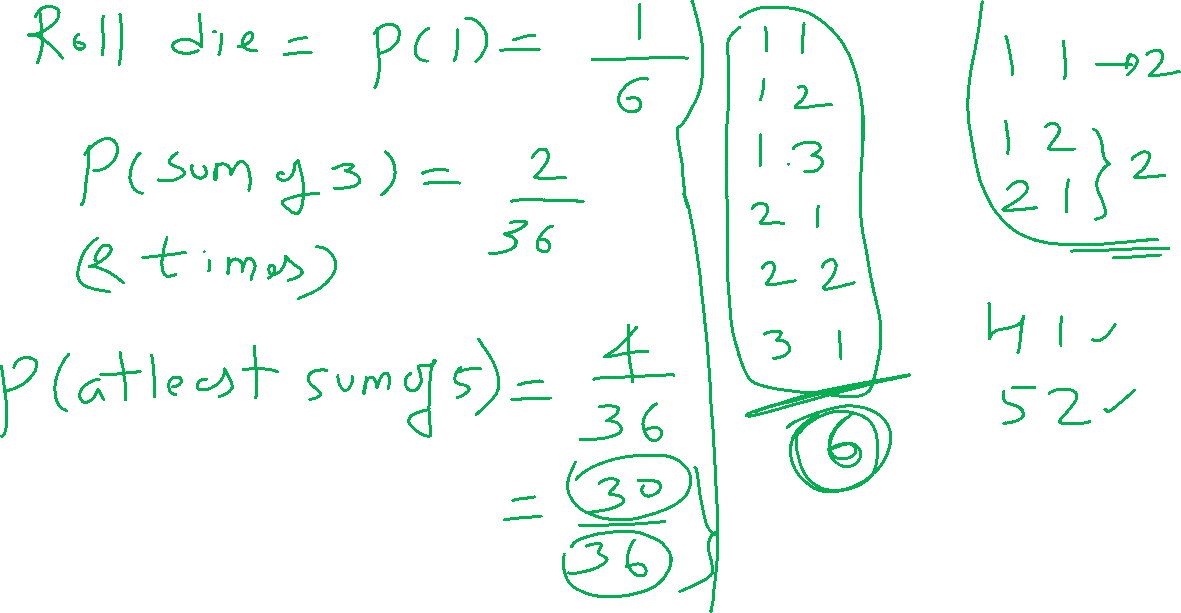 Roll die = P(1) = 1/6
P(sum of 3) = 2/36
(2 times)
P(atleast sum of 5) = 4/36
= 30/36
1 1
1 2
1 3
2 1
2 2
3 1
6
1 1 → 2
1 2
2 1 } 2
4 1 ✓
5 2 ✓